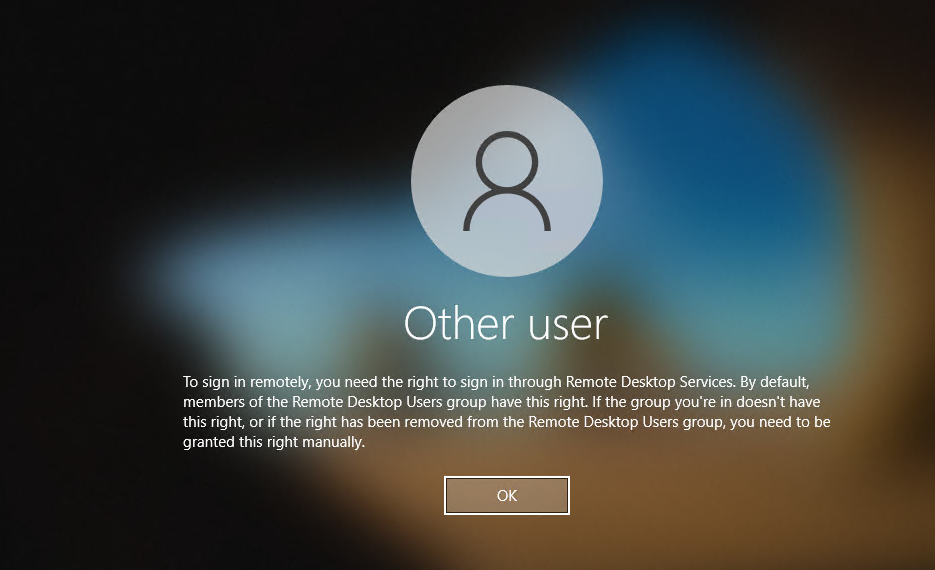 Other user
To sign in remotely, you need the right to sign in through Remote Desktop Services. By default,
members of the Remote Desktop Users group have this right. If the group you're in doesn't have
this right, or if the right has been removed from the Remote Desktop Users group, you need to be
granted this right manually.
OK